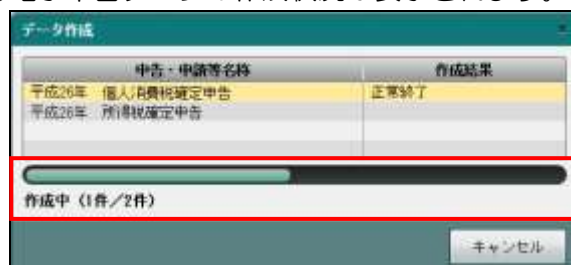 データ作成
申告・申請等名称 作成結果
平成26年 個人消費税確定申告 正常終了
平成26年 所得税確定申告
作成中（1件／2件）
キャンセル